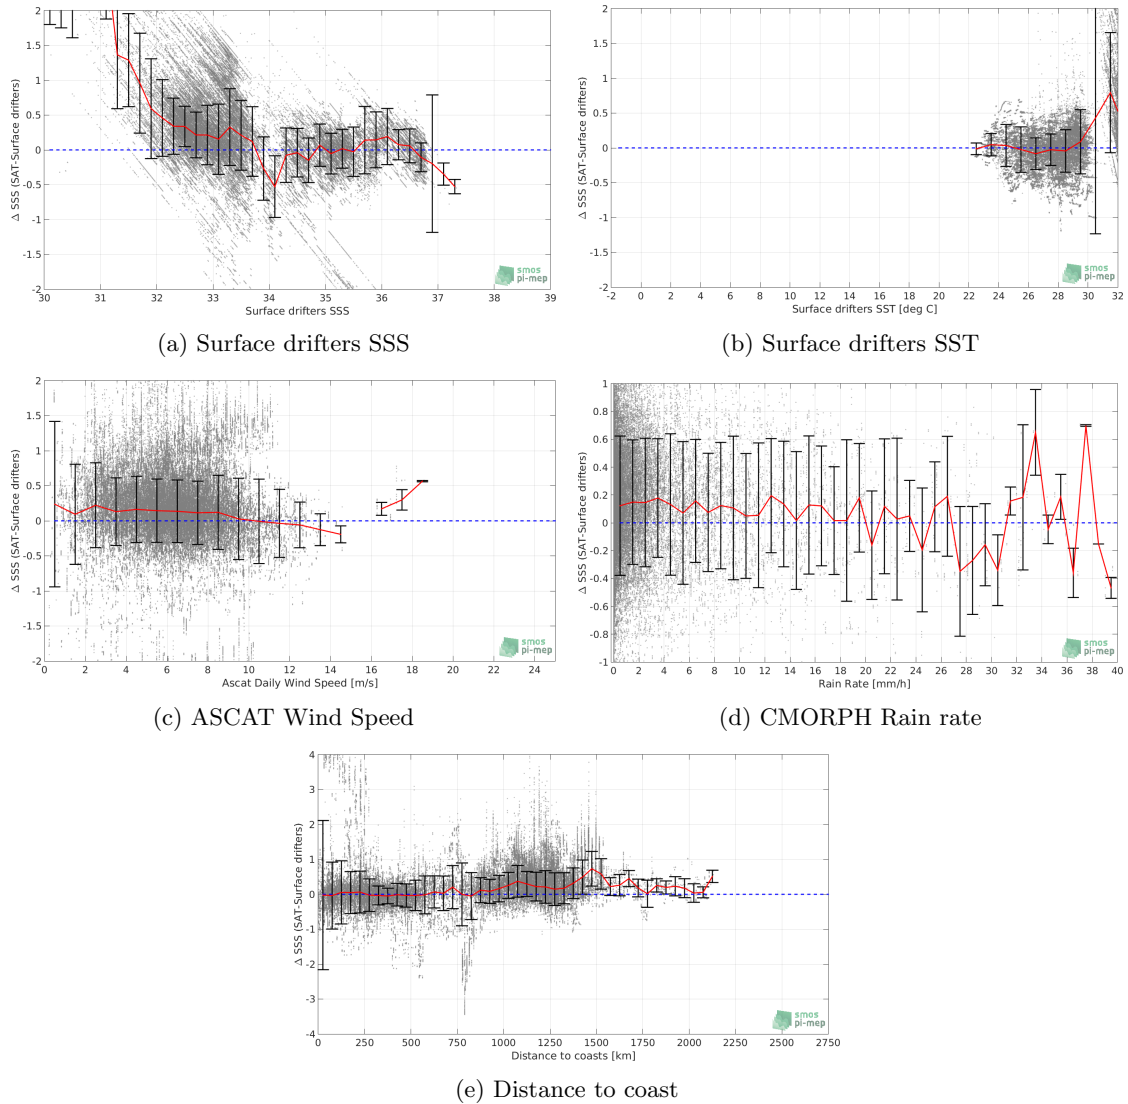 2
1.5
1
0.5
0
-0.5
-1
-1.5
-2
Δ SSS (SAT-Surface drifters)
30 31 32 33 34 35 36 37 38 39
Surface drifters SSS
smos
pi-mep
(a) Surface drifters SSS
2
1.5
1
0.5
0
-0.5
-1
-1.5
-2
Δ SSS (SAT-Surface drifters)
-2 0 2 4 6 8 10 12 14 16 18 20 22 24 26 28 30 32
Surface drifters SST [deg C]
smos
pi-mep
(b) Surface drifters SST
2
1.5
1
0.5
0
-0.5
-1
-1.5
-2
Δ SSS (SAT-Surface drifters)
0 2 4 6 8 10 12 14 16 18 20 22 24
Ascat Daily Wind Speed [m/s]
smos
pi-mep
(c) ASCAT Wind Speed
1
0.8
0.6
0.4
0.2
0
-0.2
-0.4
-0.6
-0.8
-1
Δ SSS (SAT-Surface drifters)
0 2 4 6 8 10 12 14 16 18 20 22 24 26 28 30 32 34 36 38 40
Rain Rate [mm/h]
smos
pi-mep
(d) CMORPH Rain rate
4
3
2
1
0
-1
-2
-3
-4
Δ SSS (SAT-Surface drifters)
0 250 500 750 1000 1250 1500 1750 2000 2250 2500 2750
Distance to coasts [km]
smos
pi-mep
(e) Distance to coast